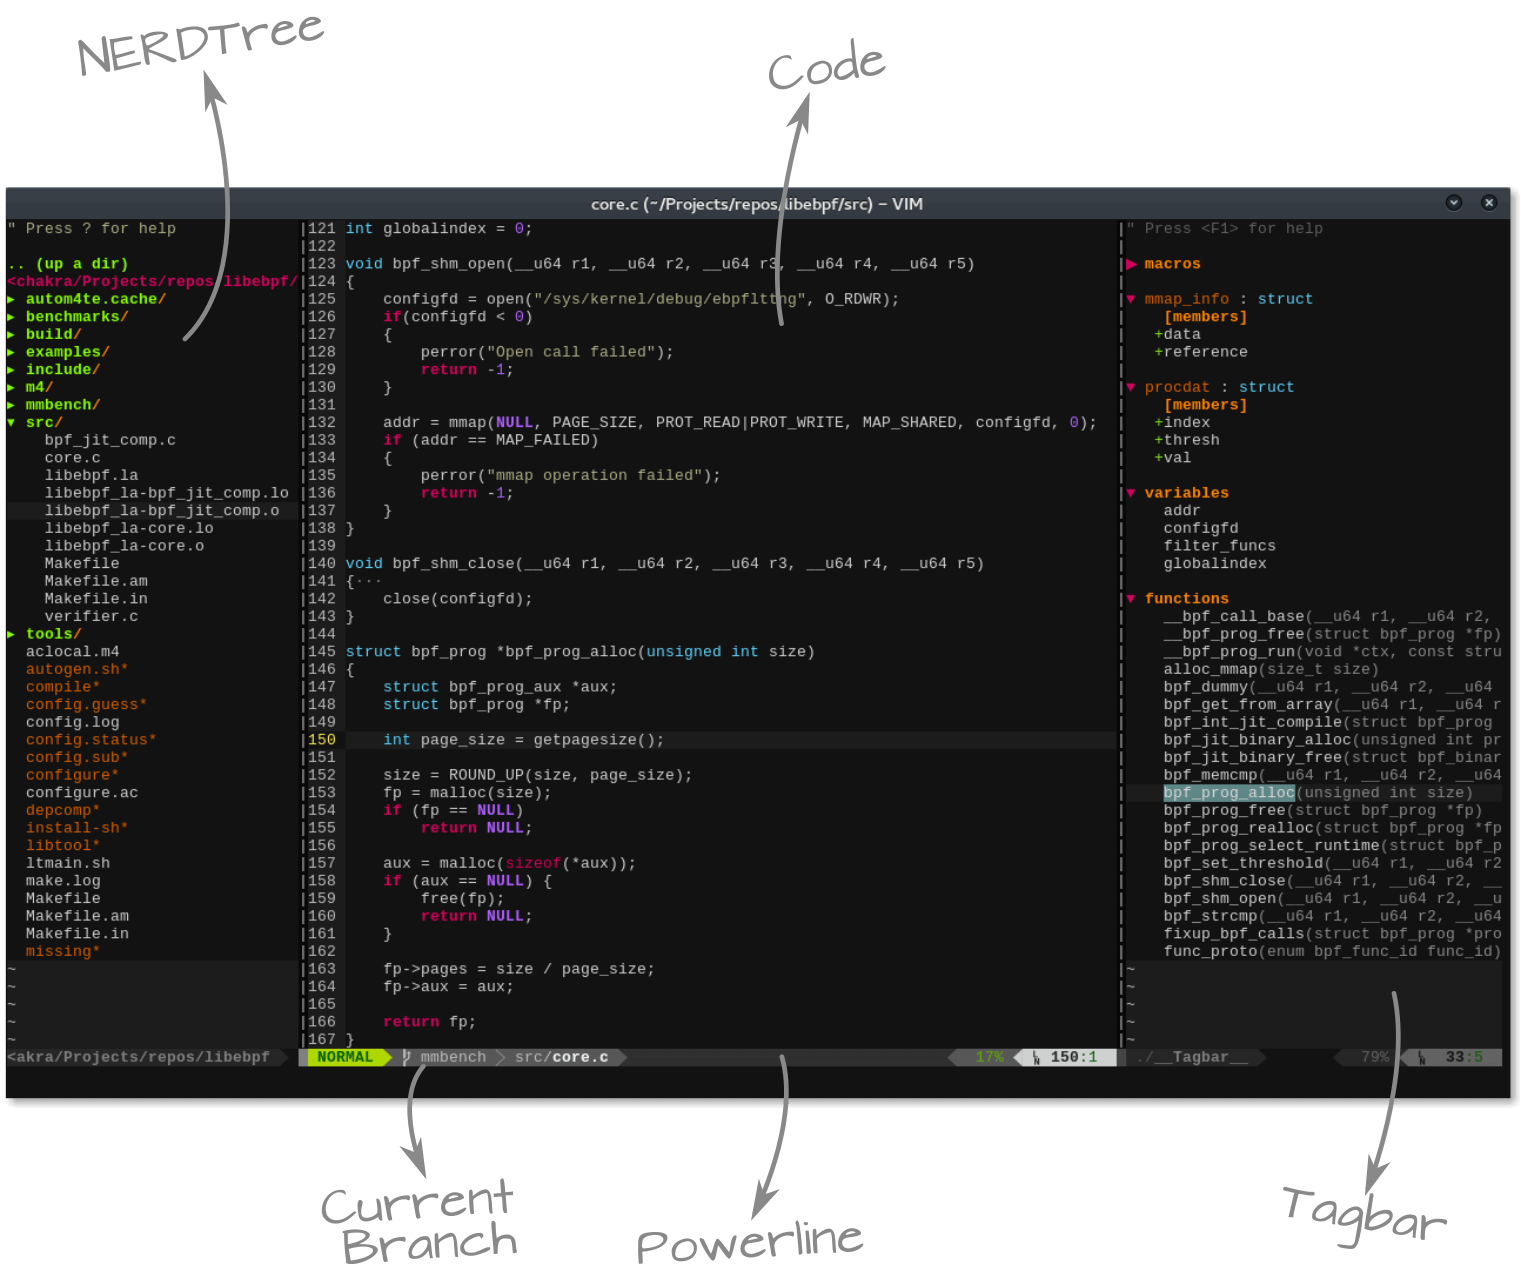 NERDTree
Code
core.c (~/Projects/repos/libebpf/src) – VIM
" Press ? for help
.. (up a dir)
<chakra/Projects/repos/libebpf/
▸ autom4te.cache/
▸ benchmarks/
▸ build/
▸ examples/
▸ include/
▸ m4/
▸ mmbench/
▾ src/
bpf_jit_comp.c
core.c
libebpf.la
libebpf_la-bpf_jit_comp.lo
libebpf_la-bpf_jit_comp.o
libebpf_la-core.lo
libebpf_la-core.o
Makefile
Makefile.am
Makefile.in
verifier.c
▸ tools/
aclocal.m4
autogen.sh*
compile*
config.guess*
config.log
config.status*
config.sub*
configure*
configure.ac
depcomp*
install-sh*
libtool*
ltmain.sh
make.log
Makefile
Makefile.am
Makefile.in
missing*
~
~
~
~
~
<akra/Projects/repos/libebpf
121 int globalindex = 0;
122
123 void bpf_shm_open(__u64 r1, __u64 r2, __u64 r3, __u64 r4, __u64 r5)
124 {
125     configfd = open("/sys/kernel/debug/ebpflttng", O_RDWR);
126     if(configfd < 0)
127     {
128         perror("Open call failed");
129         return -1;
130     }
131
132     addr = mmap(NULL, PAGE_SIZE, PROT_READ|PROT_WRITE, MAP_SHARED, configfd, 0);
133     if (addr == MAP_FAILED)
134     {
135         perror("mmap operation failed");
136         return -1;
137     }
138 }
139
140 void bpf_shm_close(__u64 r1, __u64 r2, __u64 r3, __u64 r4, __u64 r5)
141 {···
142     close(configfd);
143 }
144
145 struct bpf_prog *bpf_prog_alloc(unsigned int size)
146 {
147     struct bpf_prog_aux *aux;
148     struct bpf_prog *fp;
149
150     int page_size = getpagesize();
151
152     size = ROUND_UP(size, page_size);
153     fp = malloc(size);
154     if (fp == NULL)
155         return NULL;
156
157     aux = malloc(sizeof(*aux));
158     if (aux == NULL) {
159         free(fp);
160         return NULL;
161     }
162
163     fp->pages = size / page_size;
164     fp->aux = aux;
165
166     return fp;
167 }
NORMAL mmbench src/core.c 17% LN 150:1
" Press <F1> for help
▶ macros
▼ mmap_info : struct
[members]
+data
+reference
▼ procdat : struct
[members]
+index
+thresh
+val
▼ variables
addr
configfd
filter_funcs
globalindex
▼ functions
__bpf_call_base(__u64 r1, __u64 r2,
__bpf_prog_free(struct bpf_prog *fp)
__bpf_prog_run(void *ctx, const stru
alloc_mmap(size_t size)
bpf_dummy(__u64 r1, __u64 r2, __u64
bpf_get_from_array(__u64 r1, __u64 r
bpf_int_jit_compile(struct bpf_prog
bpf_jit_binary_alloc(unsigned int pr
bpf_jit_binary_free(struct bpf_binar
bpf_memcmp(__u64 r1, __u64 r2, __u64
bpf_prog_alloc(unsigned int size)
bpf_prog_free(struct bpf_prog *fp)
bpf_prog_realloc(struct bpf_prog *fp
bpf_prog_select_runtime(struct bpf_p
bpf_set_threshold(__u64 r1, __u64 r2
bpf_shm_close(__u64 r1, __u64 r2, __
bpf_shm_open(__u64 r1, __u64 r2, __u
bpf_strcmp(__u64 r1, __u64 r2, __u64
fixup_bpf_calls(struct bpf_prog *pro
func_proto(enum bpf_func_id func_id)
~
~
~
~
~
./__Tagbar__ 79% LN 33:5
Current
Branch
Powerline
Tagbar